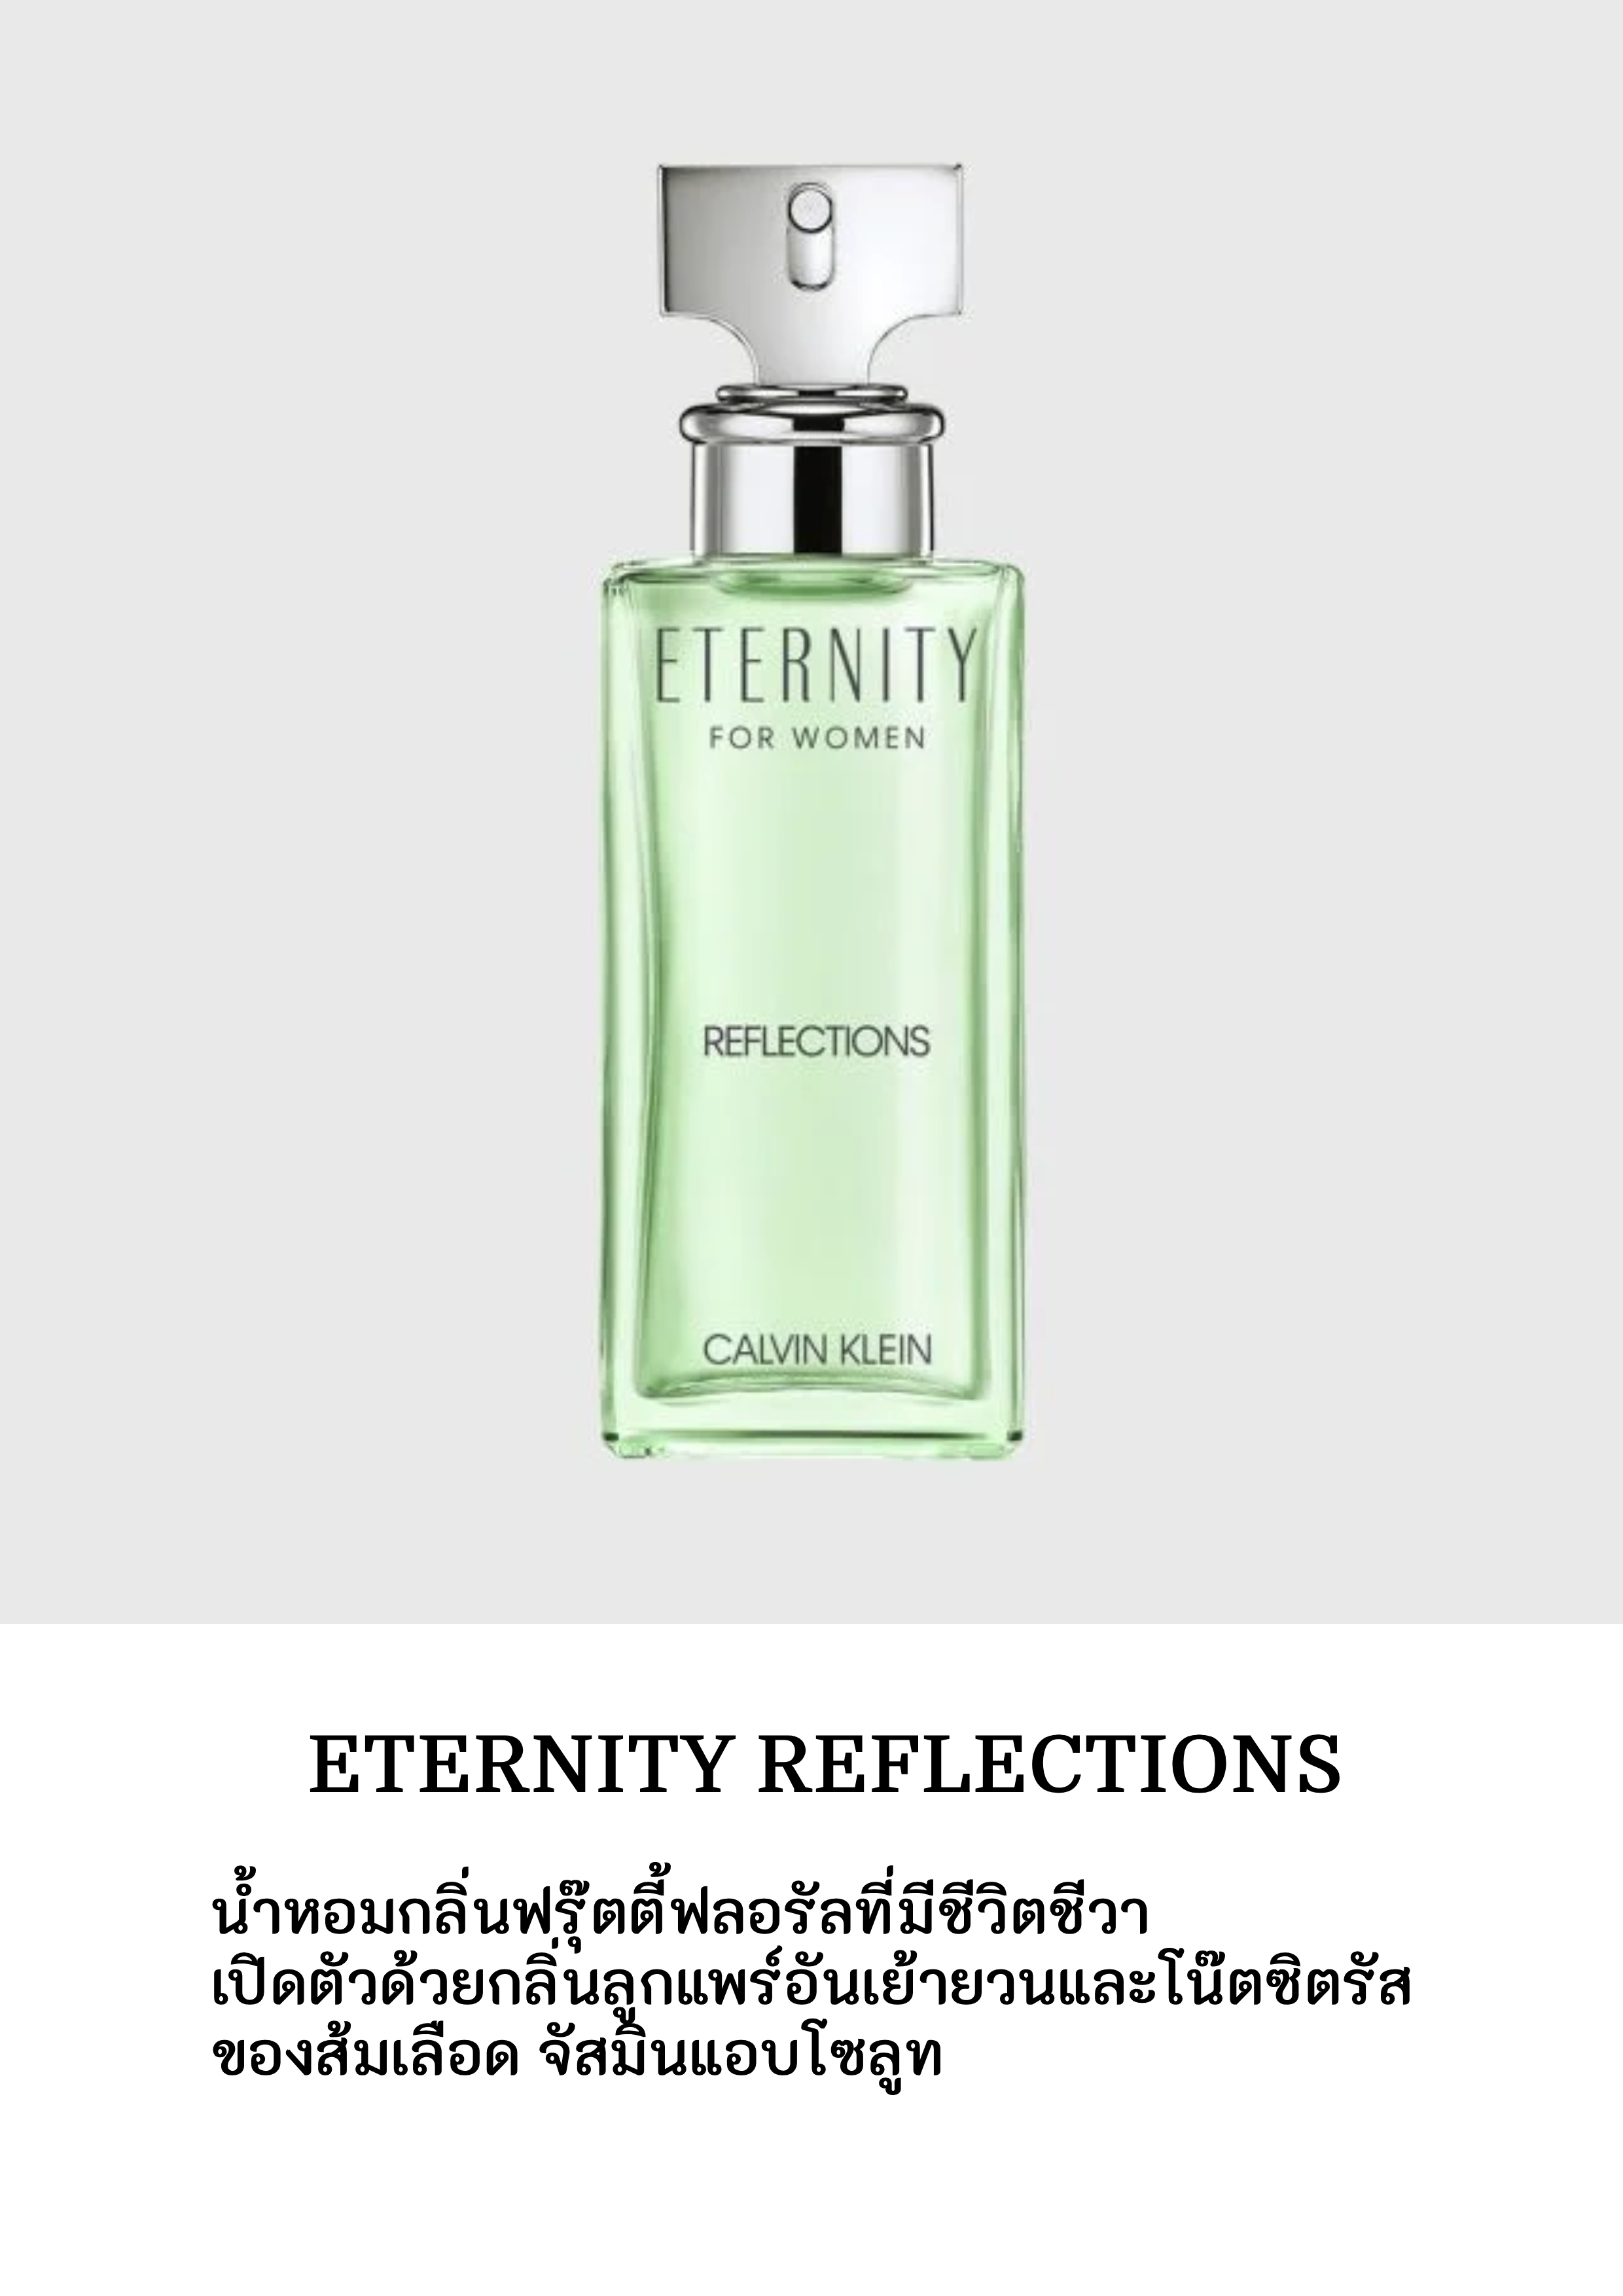 ETERNITY
FOR WOMEN
REFLECTIONS
CALVIN KLEIN
ETERNITY REFLECTIONS
น้ำหอมกลิ่นฟรุ๊ตตี้ฟลอรัลที่มีชีวิตชีวา
เปิดตัวด้วยกลิ่นลูกแพร์อันเย้ายวนและโน๊ตซิตรัส
ของส้มเลือด จัสมินแอบโซลูท